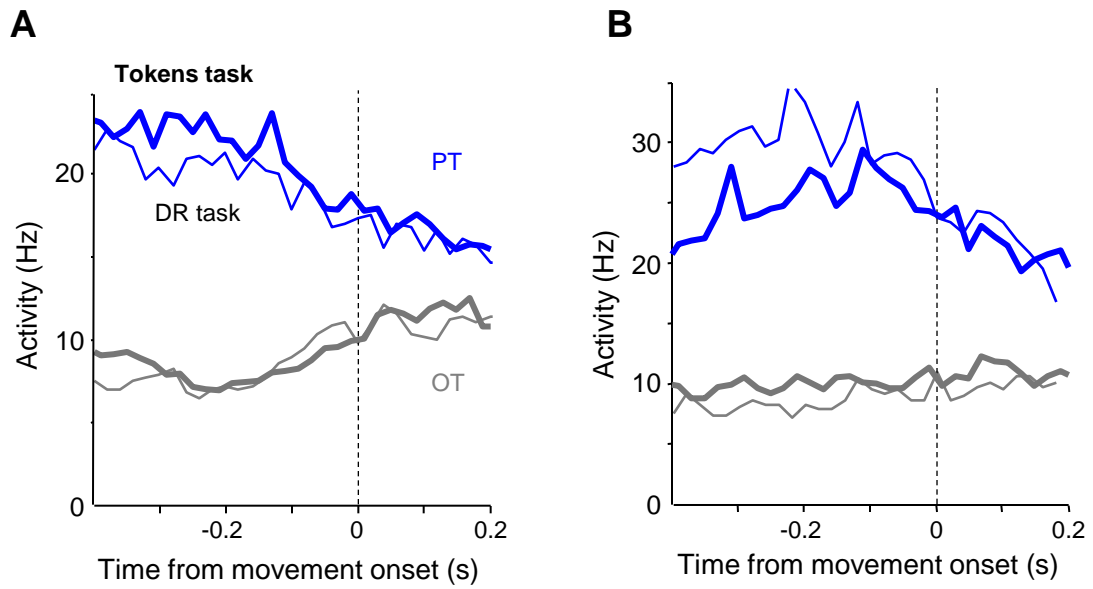 A
B
Tokens task
PT
DR task
OT
Activity (Hz)
20
10
0
-0.2
0
0.2
Time from movement onset (s)
Activity (Hz)
30
20
10
0
-0.2
0
0.2
Time from movement onset (s)